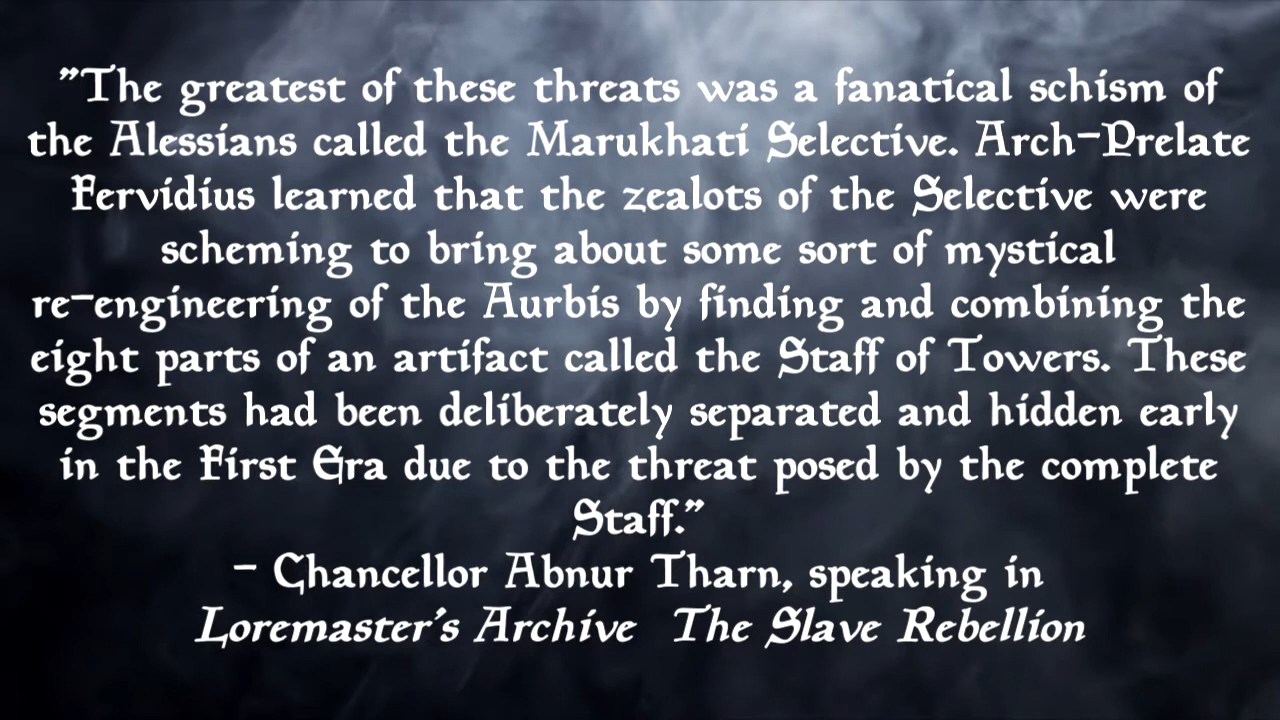 "The greatest of these threats was a fanatical schism of
the Alessians called the Marukhati Selective. Arch-Prelate
Fervidius learned that the zealots of the Selective were
scheming to bring about some sort of mystical
re-engineering of the Aurbis by finding and combining the
eight parts of an artifact called the Staff of Towers. These
segments had been deliberately separated and hidden early
in the First Era due to the threat posed by the complete
Staff."
- Chancellor Abnur Tharn, speaking in
Loremaster's Archive The Slave Rebellion